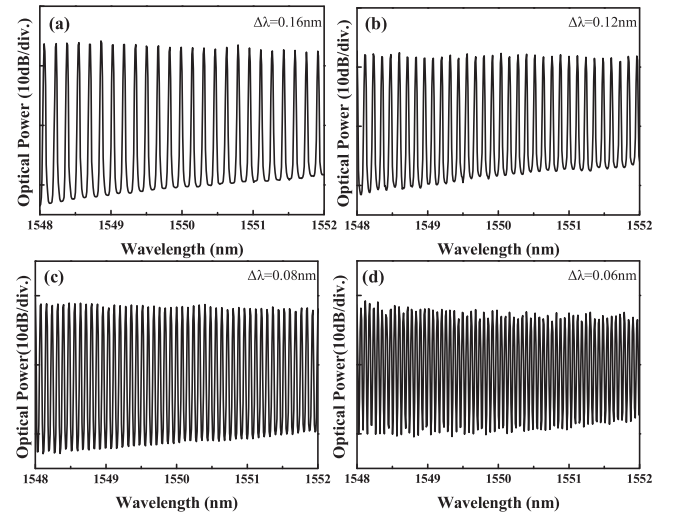 (a)
Δλ=0.16nm
Optical Power (10dB/div.)
1548 1549 1550 1551 1552
Wavelength (nm)
(b)
Δλ=0.12nm
Optical Power (10dB/div.)
1548 1549 1550 1551 1552
Wavelength (nm)
(c)
Δλ=0.08nm
Optical Power(10dB/div.)
1548 1549 1550 1551 1552
Wavelength (nm)
(d)
Δλ=0.06nm
Optical Power(10dB/div.)
1548 1549 1550 1551 1552
Wavelength (nm)